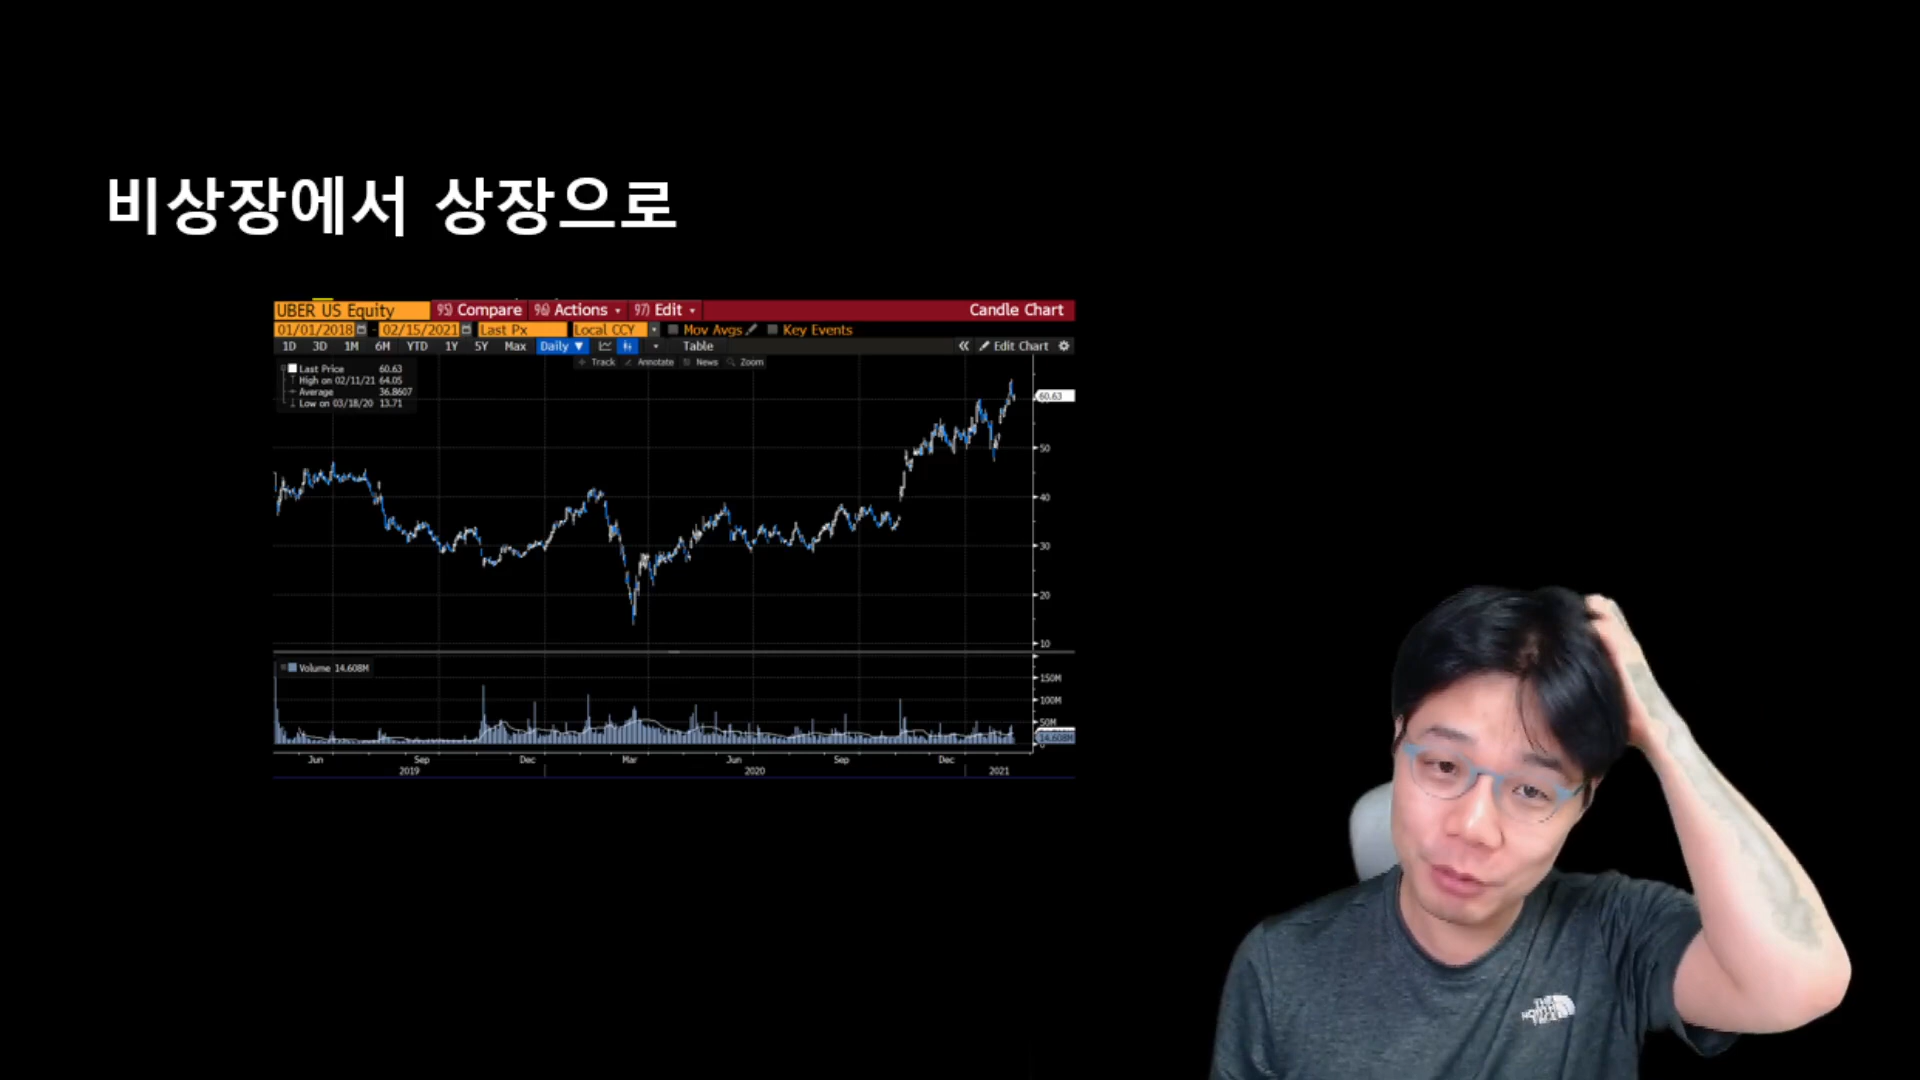 비상장에서 상장으로
UBER US Equity 95) Compare 96) Actions 97) Edit Candle Chart
01/01/2018 - 02/15/2021 Last Px Local CCY Mov Avgs Key Events
1D 3D 1M 6M YTD 1Y 5Y Max Daily ▼ Table « Edit Chart
Track Annotate News Zoom
Last Price 60.63
High on 02/11/21 64.05
Average 36.8607
Low on 03/18/20 13.71
60.63
50
40
30
20
10
Volume 14.608M
150M
100M
50M
14.608M
0
Jun Sep Dec Mar Jun Sep Dec
2019 2020 2021
THE NORTH FACE